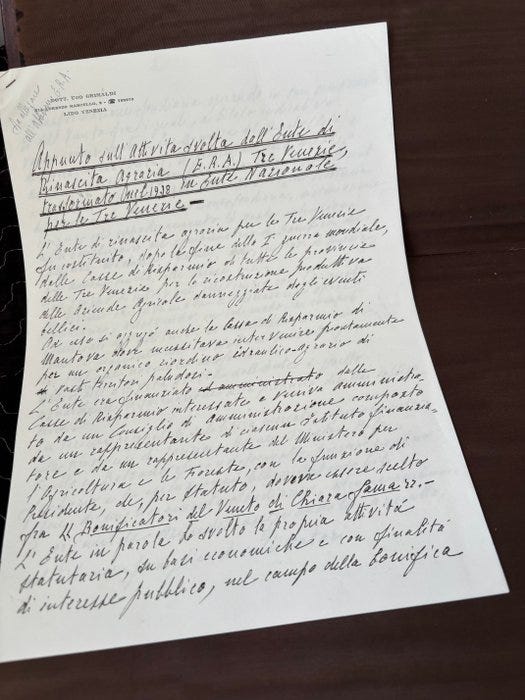 DOTT. UGO GRIMALDI
VIA LORENZO MARCELLO, N.
LIDO VENEZIA
Appunto sull'Attività svolta dall'Ente di
Rinascita Agraria (E.R.A.) Tre Venezie,
trasformato (nel 1938 in Ente Nazionale
per le Tre Venezie –
L'Ente di rinascita agraria per le Tre Venezie
fu costituito, dopo la fine della Iª guerra mondiale,
dalle Casse di Risparmio di tutte le provincie
delle Tre Venezie per la ricostruzione produttiva
delle Aziende Agricole danneggiate dagli eventi
bellici.
Ad esso si aggregò anche la Cassa di Risparmio di
Mantova dove necessitava intervenire prontamente
per un organico riordino idraulico-agrario di
vasti territori paludosi.
L'Ente era finanziato ed amministrato dalle
Casse di Risparmio interessate e veniva amministra-
to da un Consiglio di Amministrazione composto
da un rappresentante di ciascun Istituto finanzia-
tore e da un rappresentante del Ministero per
l'Agricoltura e le Foreste, con la funzione di
Presidente, che, per statuto, doveva essere scelto
fra i Bonificatori del Veneto di Chiara fama. –
L'Ente in parola ha svolto la propria attività
statutaria, su basi economiche e con finalità
di interesse pubblico, nel campo della bonifica